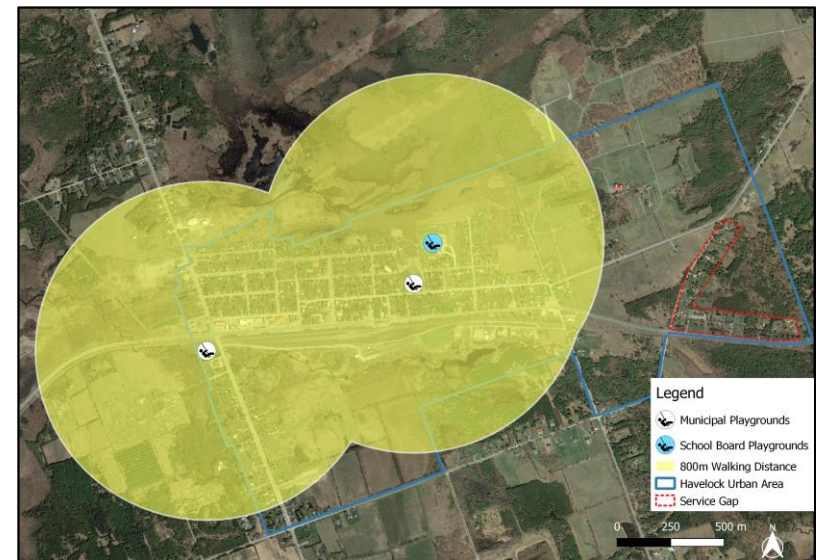 Legend
Municipal Playgrounds
School Board Playgrounds
800m Walking Distance
Havelock Urban Area
Service Gap
0 250 500 m
N